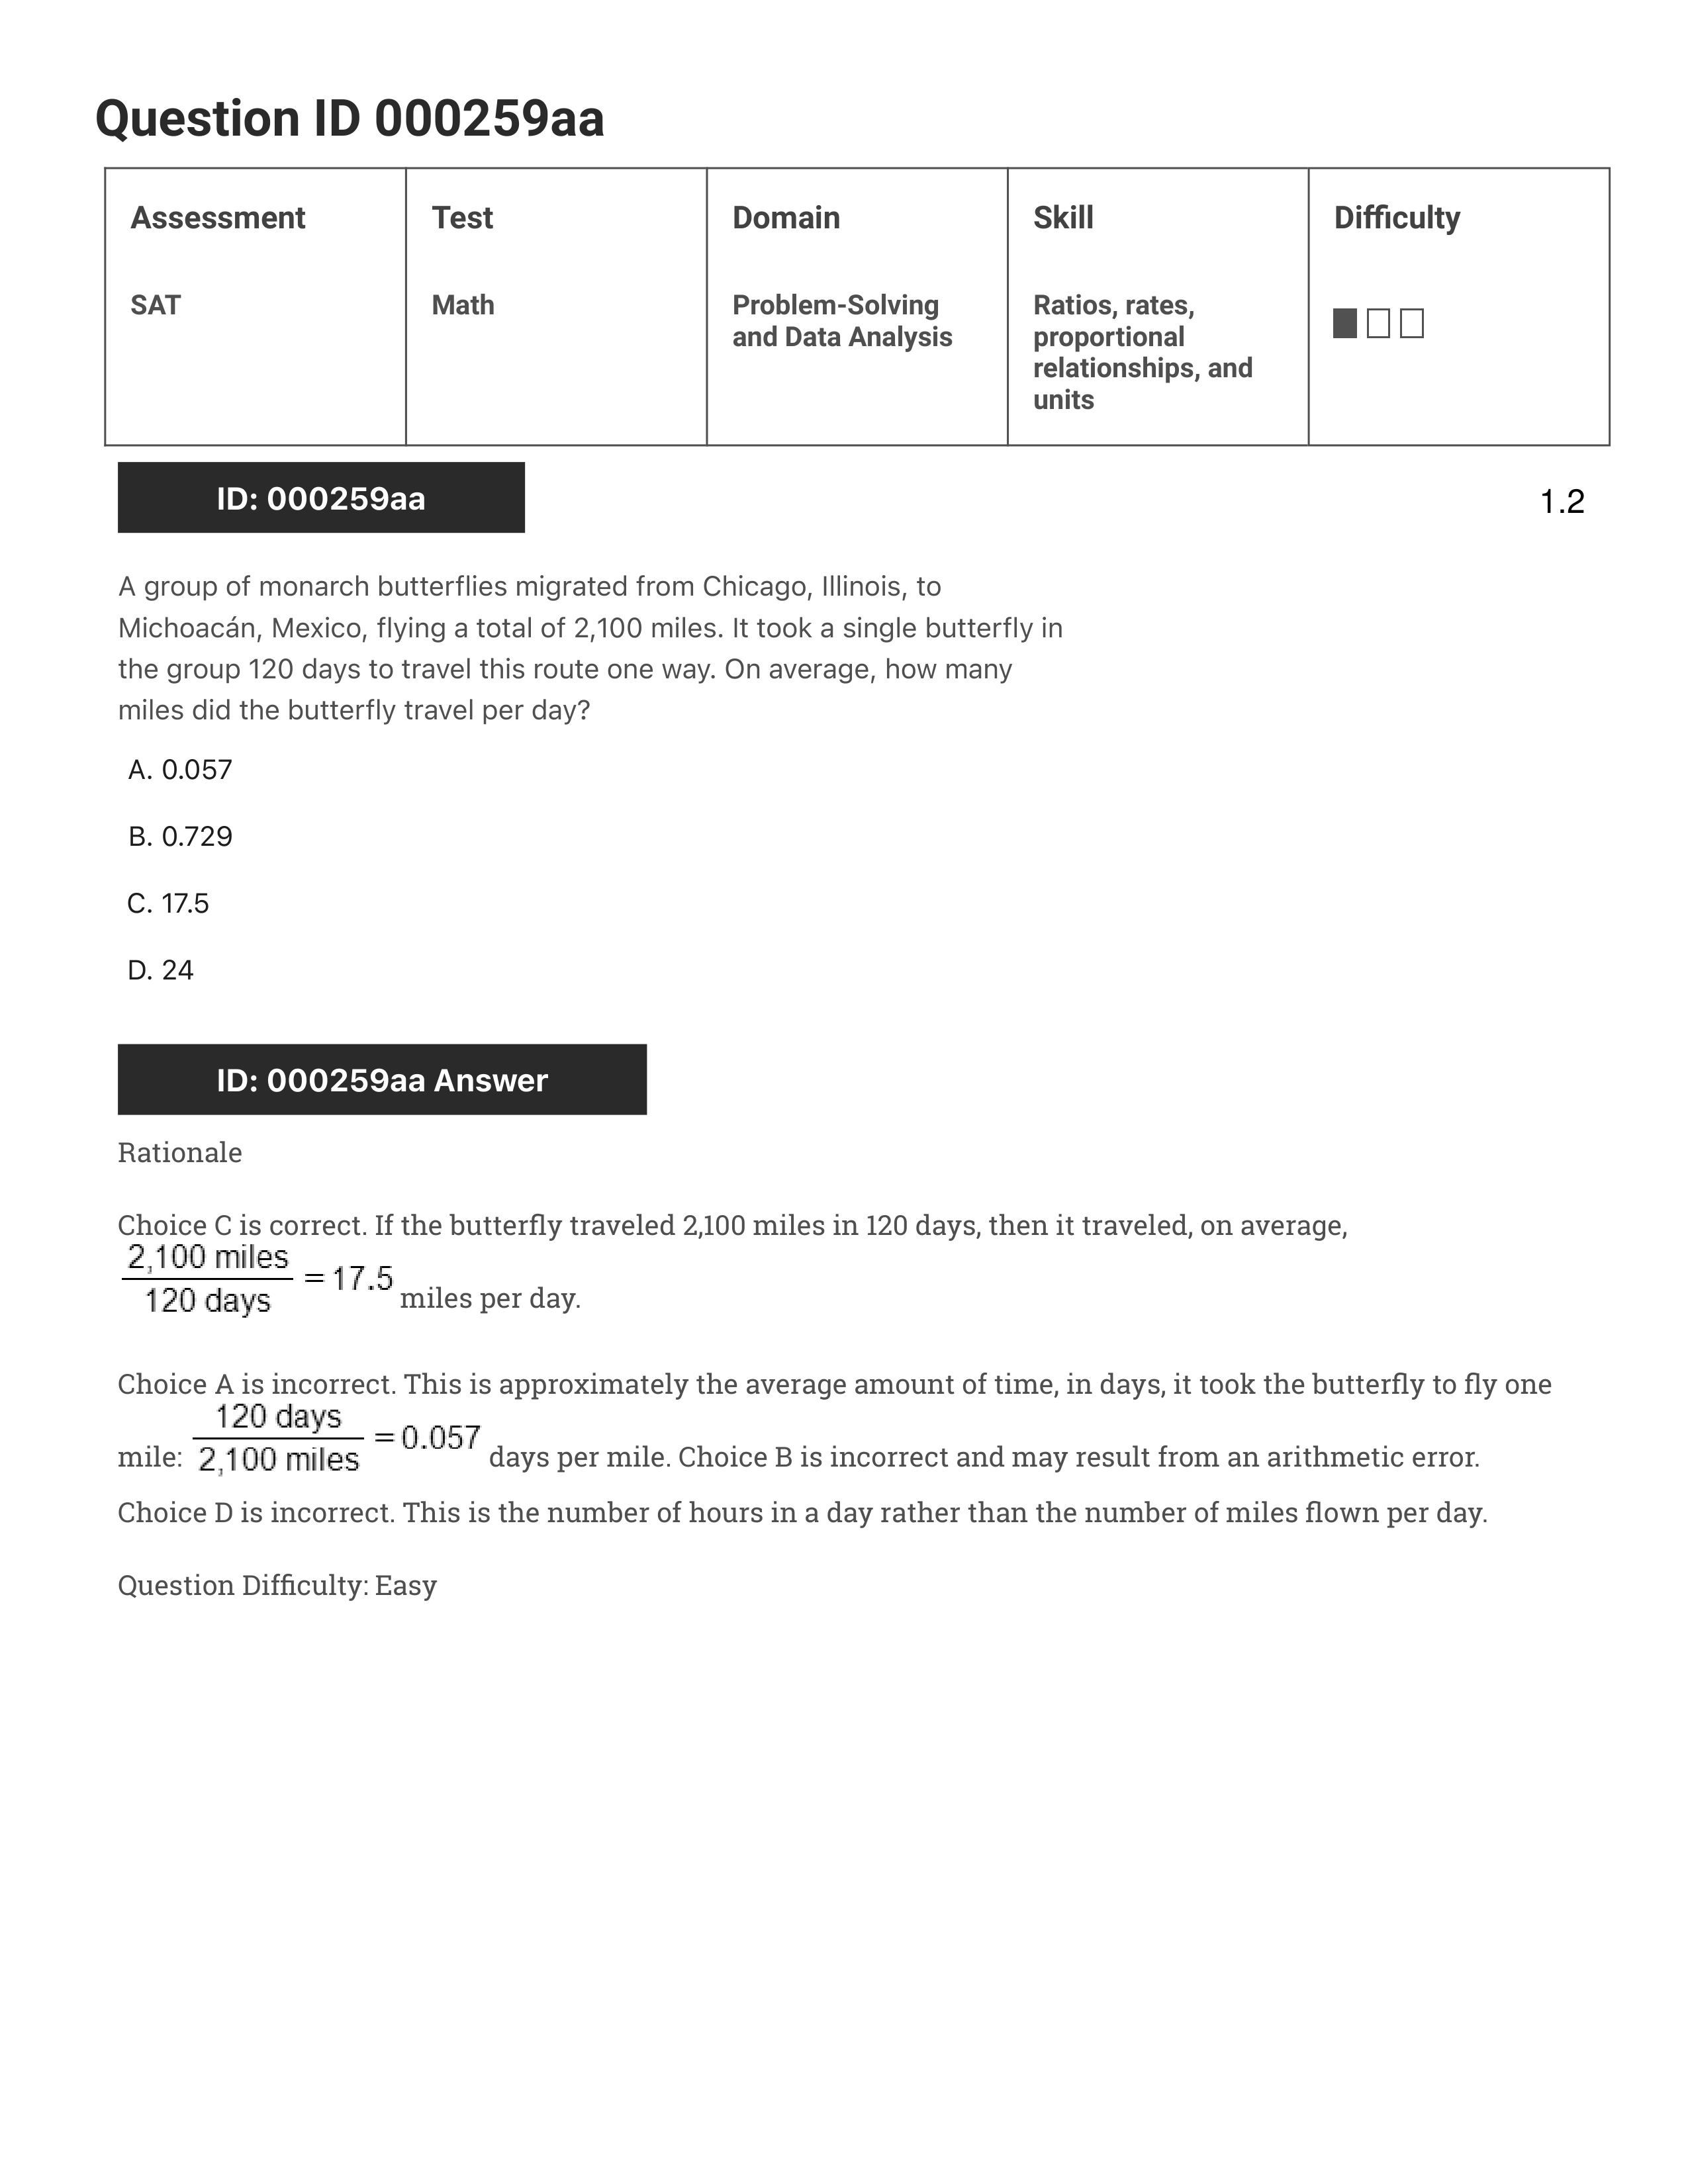 Question ID 000259aa
Assessment Test Domain Skill Difficulty
SAT Math Problem-Solving and Data Analysis Ratios, rates, proportional relationships, and units
ID: 000259aa 1.2
A group of monarch butterflies migrated from Chicago, Illinois, to
Michoacán, Mexico, flying a total of 2,100 miles. It took a single butterfly in
the group 120 days to travel this route one way. On average, how many
miles did the butterfly travel per day?
A. 0.057
B. 0.729
C. 17.5
D. 24
ID: 000259aa Answer
Rationale
Choice C is correct. If the butterfly traveled 2,100 miles in 120 days, then it traveled, on average,
2,100 miles
120 days
= 17.5 miles per day.
Choice A is incorrect. This is approximately the average amount of time, in days, it took the butterfly to fly one
mile:
120 days
2,100 miles
= 0.057 days per mile. Choice B is incorrect and may result from an arithmetic error.
Choice D is incorrect. This is the number of hours in a day rather than the number of miles flown per day.
Question Difficulty: Easy